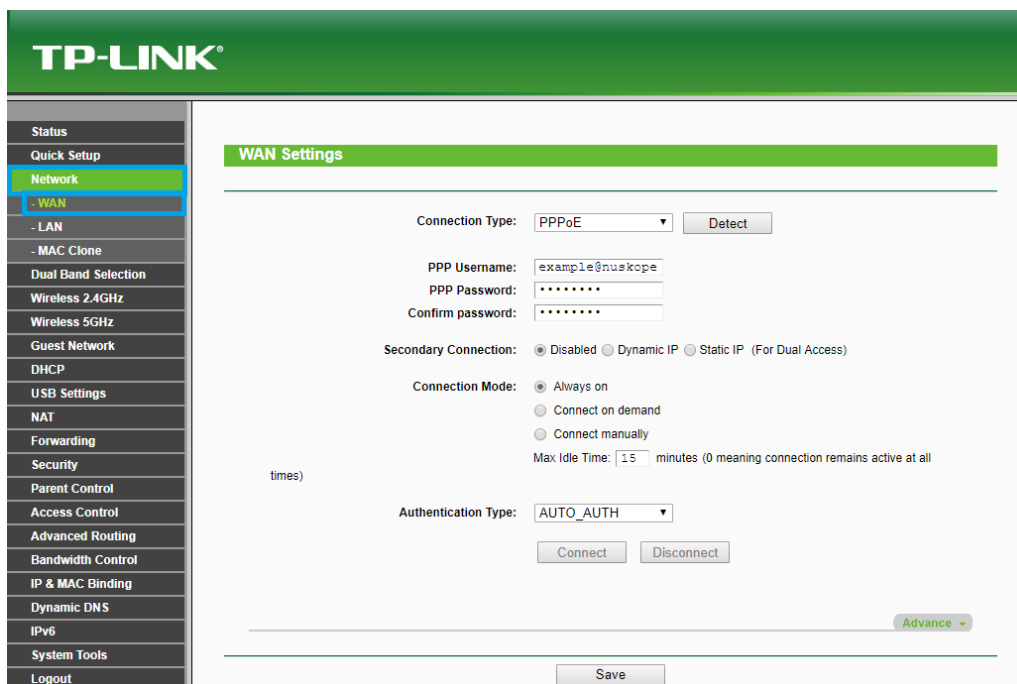 TP-LINK®
Status
Quick Setup
Network
- WAN
- LAN
- MAC Clone
Dual Band Selection
Wireless 2.4GHz
Wireless 5GHz
Guest Network
DHCP
USB Settings
NAT
Forwarding
Security
Parent Control
Access Control
Advanced Routing
Bandwidth Control
IP & MAC Binding
Dynamic DNS
IPv6
System Tools
Logout
WAN Settings
Connection Type: PPPoE Detect
PPP Username: example@nuskope
PPP Password: ••••••••
Confirm password: ••••••••
Secondary Connection: Disabled Dynamic IP Static IP (For Dual Access)
Connection Mode: Always on
Connect on demand
Connect manually
Max Idle Time: 15 minutes (0 meaning connection remains active at all
times)
Authentication Type: AUTO_AUTH
Connect Disconnect
Advance
Save